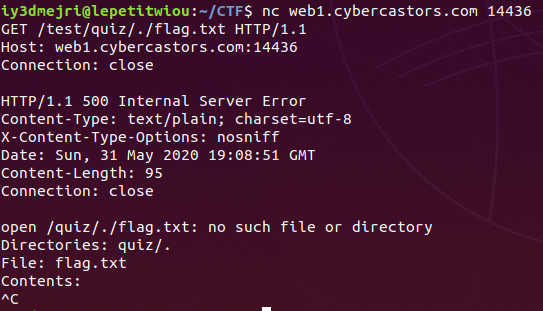 iy3dmejri@lepetitwiou:~/CTF$ nc web1.cybercastors.com 14436
GET /test/quiz/./flag.txt HTTP/1.1
Host: web1.cybercastors.com:14436
Connection: close

HTTP/1.1 500 Internal Server Error
Content-Type: text/plain; charset=utf-8
X-Content-Type-Options: nosniff
Date: Sun, 31 May 2020 19:08:51 GMT
Content-Length: 95
Connection: close

open /quiz/./flag.txt: no such file or directory
Directories: quiz/.
File: flag.txt
Contents:
^C